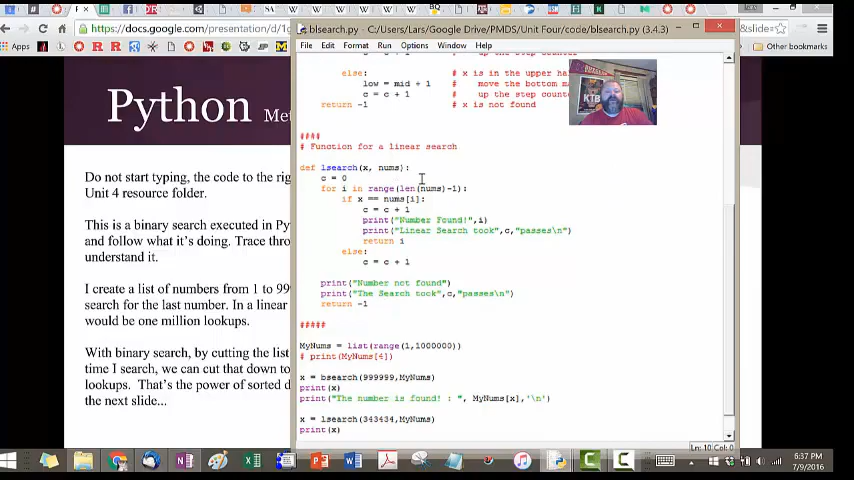 blsearch.py - C:/Users/Lars/Google Drive/PMDS/Unit Four/code/blsearch.py (3.4.3)
https://docs.google.com/presentation/d/1g
&slide=
Apps
Other bookmarks
File Edit Format Run Options Window Help
else: # x is in the upper ha
low = mid + 1 # move the bottom m
c = c + 1 # up the step counte
return -1 # x is not found
####
# Function for a linear search
def lsearch(x, nums):
c = 0
for i in range(len(nums)-1):
if x == nums[i]:
c = c + 1
print("Number Found!",i)
print("Linear Search took",c,"passes\n")
return i
else:
c = c + 1
print("Number not found")
print("The Search took",c,"passes\n")
return -1
#####
MyNums = list(range(1,1000000))
# print(MyNums[4])
x = bsearch(999999,MyNums)
print(x)
print("The number is found! : ", MyNums[x],'\n')
x = lsearch(343434,MyNums)
print(x)
Ln: 10 Col: 0
Python Met
Do not start typing, the code to the rig
Unit 4 resource folder.
This is a binary search executed in Py
and follow what it's doing. Trace thro
understand it.
I create a list of numbers from 1 to 99
search for the last number. In a linear
would be one million lookups.
With binary search, by cutting the list
time I search, we can cut that down to
lookups. That's the power of sorted d
the next slide...
KTB
6:37 PM
7/9/2016